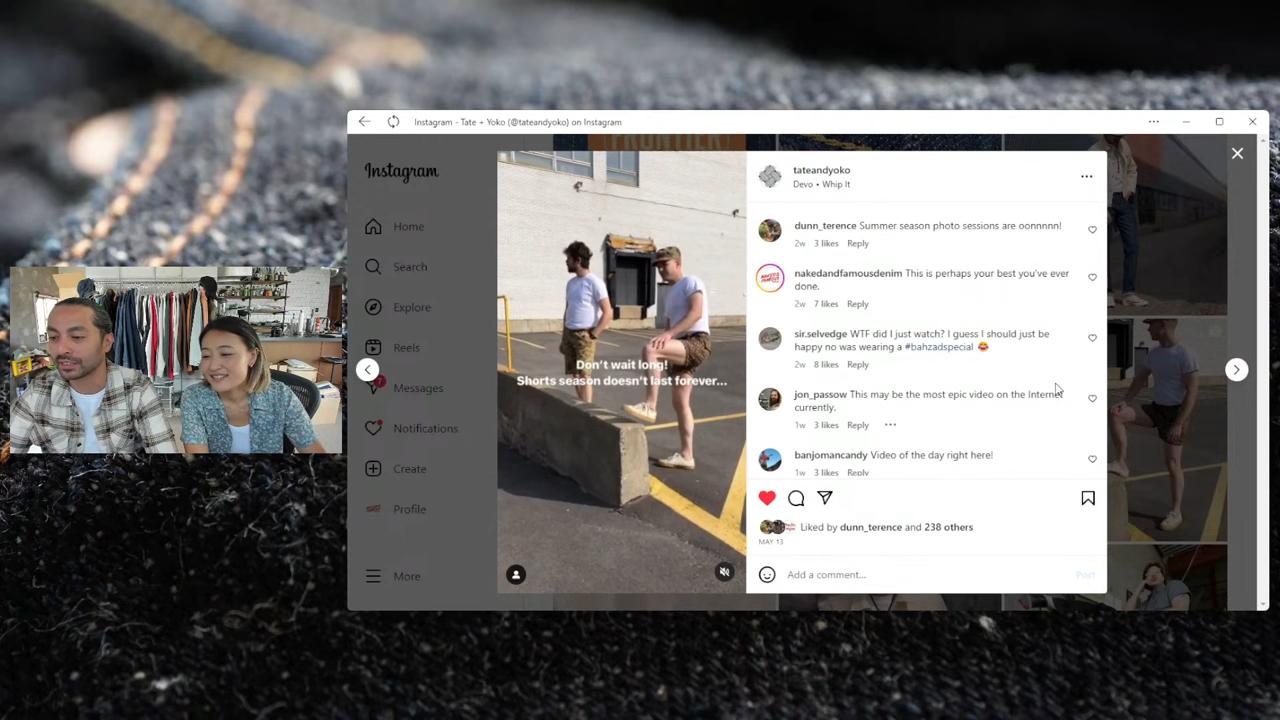 Instagram - Tate + Yoko (@tateandyoko) on Instagram
FRONTIER!
Instagram
Home
Search
Explore
Reels
7
Messages
Notifications
Create
Profile
More
Don't wait long!
Shorts season doesn't last forever...
tateandyoko
Devo • Whip It
dunn_terence Summer season photo sessions are oonnnnn!
2w 3 likes Reply
nakedandfamousdenim This is perhaps your best you've ever
done.
2w 7 likes Reply
sir.selvedge WTF did I just watch? I guess I should just be
happy no was wearing a #bahzadspecial 😂
2w 8 likes Reply
jon_passow This may be the most epic video on the Internet
currently.
1w 3 likes Reply
banjomancandy Video of the day right here!
1w 3 likes Reply
Liked by dunn_terence and 238 others
MAY 13
Add a comment...
Post